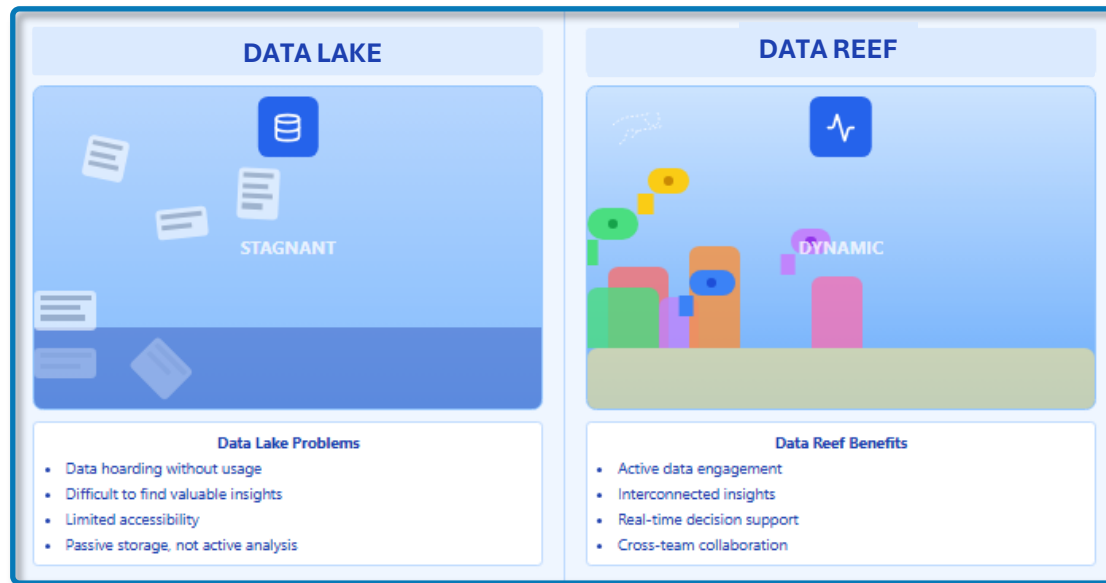 DATA LAKE
STAGNANT
Data Lake Problems
• Data hoarding without usage
• Difficult to find valuable insights
• Limited accessibility
• Passive storage, not active analysis
DATA REEF
DYNAMIC
Data Reef Benefits
• Active data engagement
• Interconnected insights
• Real-time decision support
• Cross-team collaboration